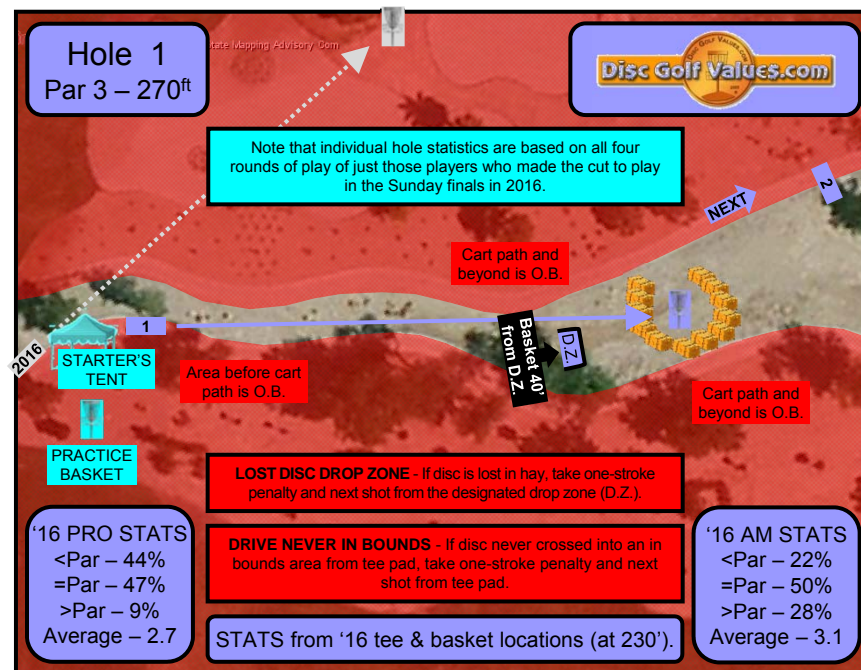 Hole 1
Par 3 – 270ft
State Mapping Advisory Com
Disc Golf Values.com
Note that individual hole statistics are based on all four
rounds of play of just those players who made the cut to play
in the Sunday finals in 2016.
NEXT
2
Cart path and
beyond is O.B.
1
2016
STARTER'S
TENT
Area before cart
path is O.B.
Basket 40'
from D.Z.
D.Z.
Cart path and
beyond is O.B.
PRACTICE
BASKET
LOST DISC DROP ZONE - If disc is lost in hay, take one-stroke
penalty and next shot from the designated drop zone (D.Z.).
DRIVE NEVER IN BOUNDS - If disc never crossed into an in
bounds area from tee pad, take one-stroke penalty and next
shot from tee pad.
STATS from '16 tee & basket locations (at 230').
'16 PRO STATS
<Par – 44%
=Par – 47%
>Par – 9%
Average – 2.7
'16 AM STATS
<Par – 22%
=Par – 50%
>Par – 28%
Average – 3.1